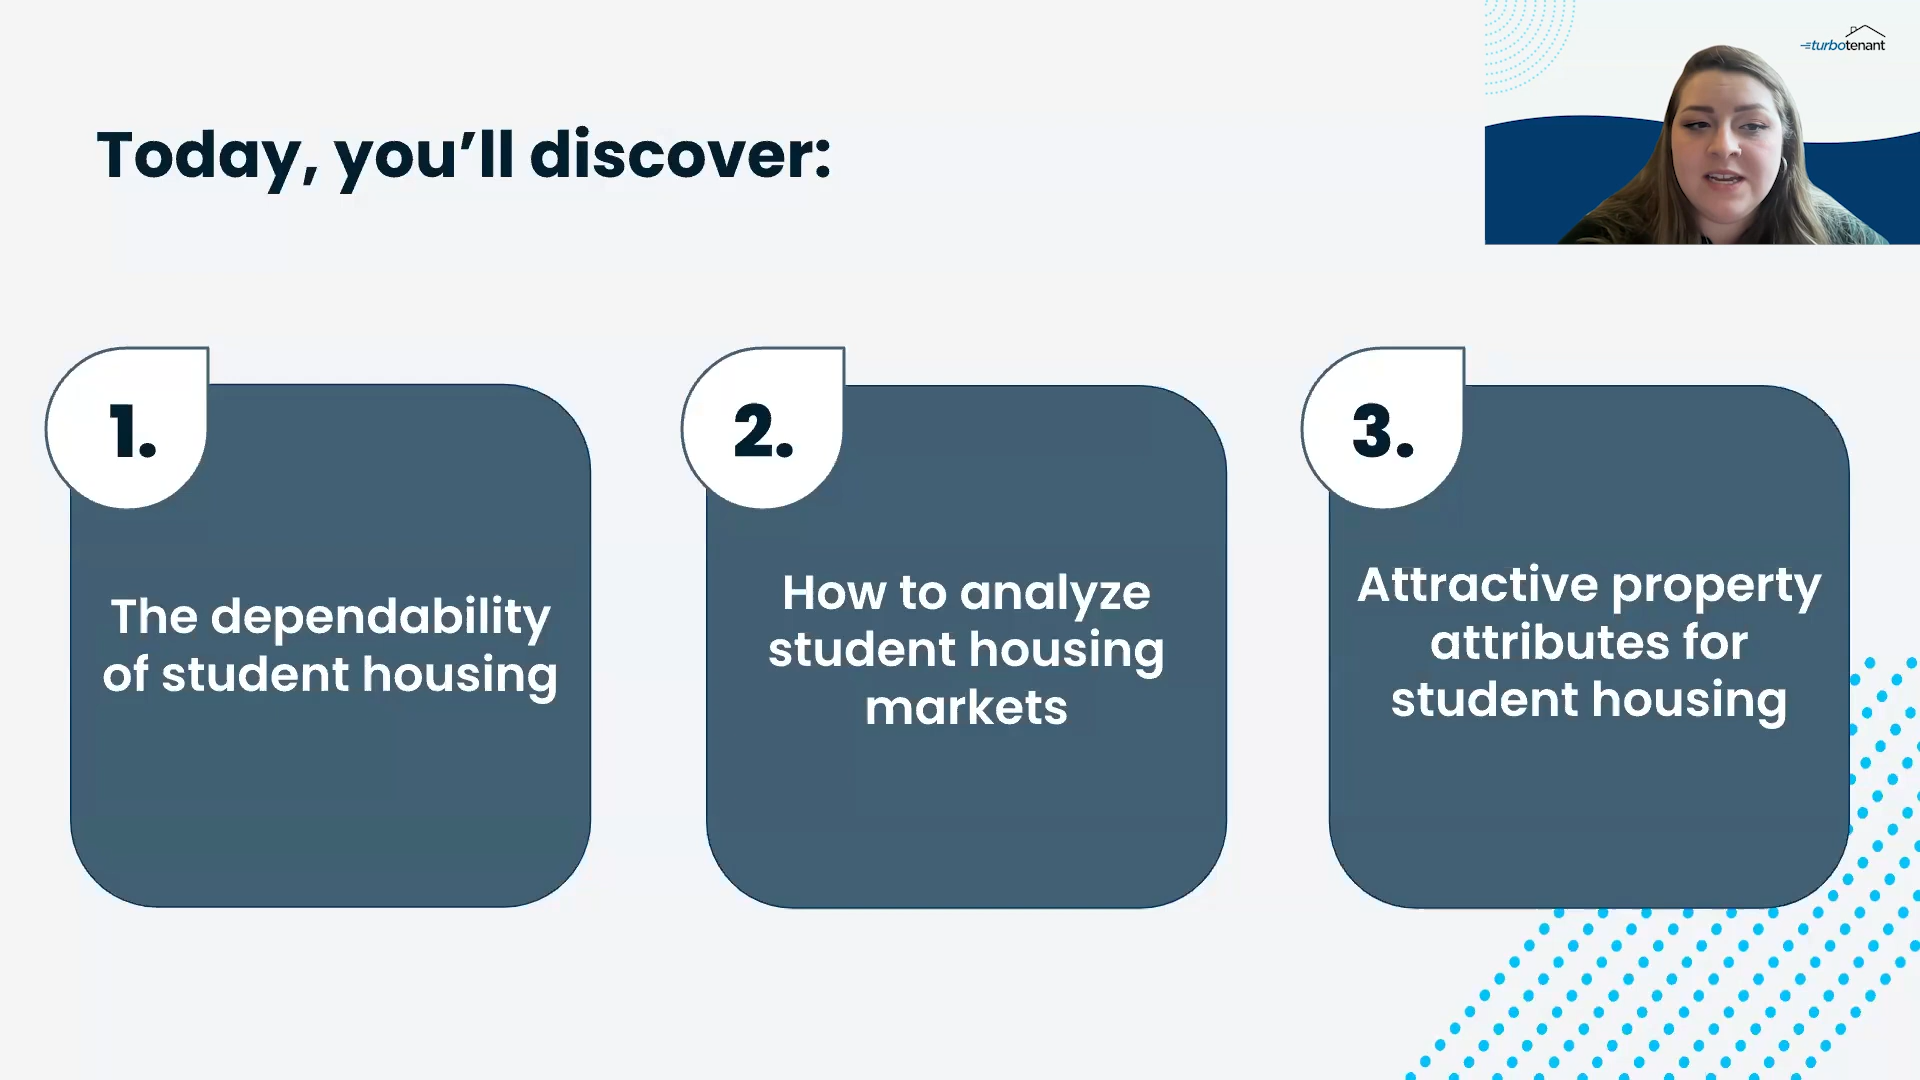 turbotenant
Today, you’ll discover:
1.
The dependability
of student housing
2.
How to analyze
student housing
markets
3.
Attractive property
attributes for
student housing